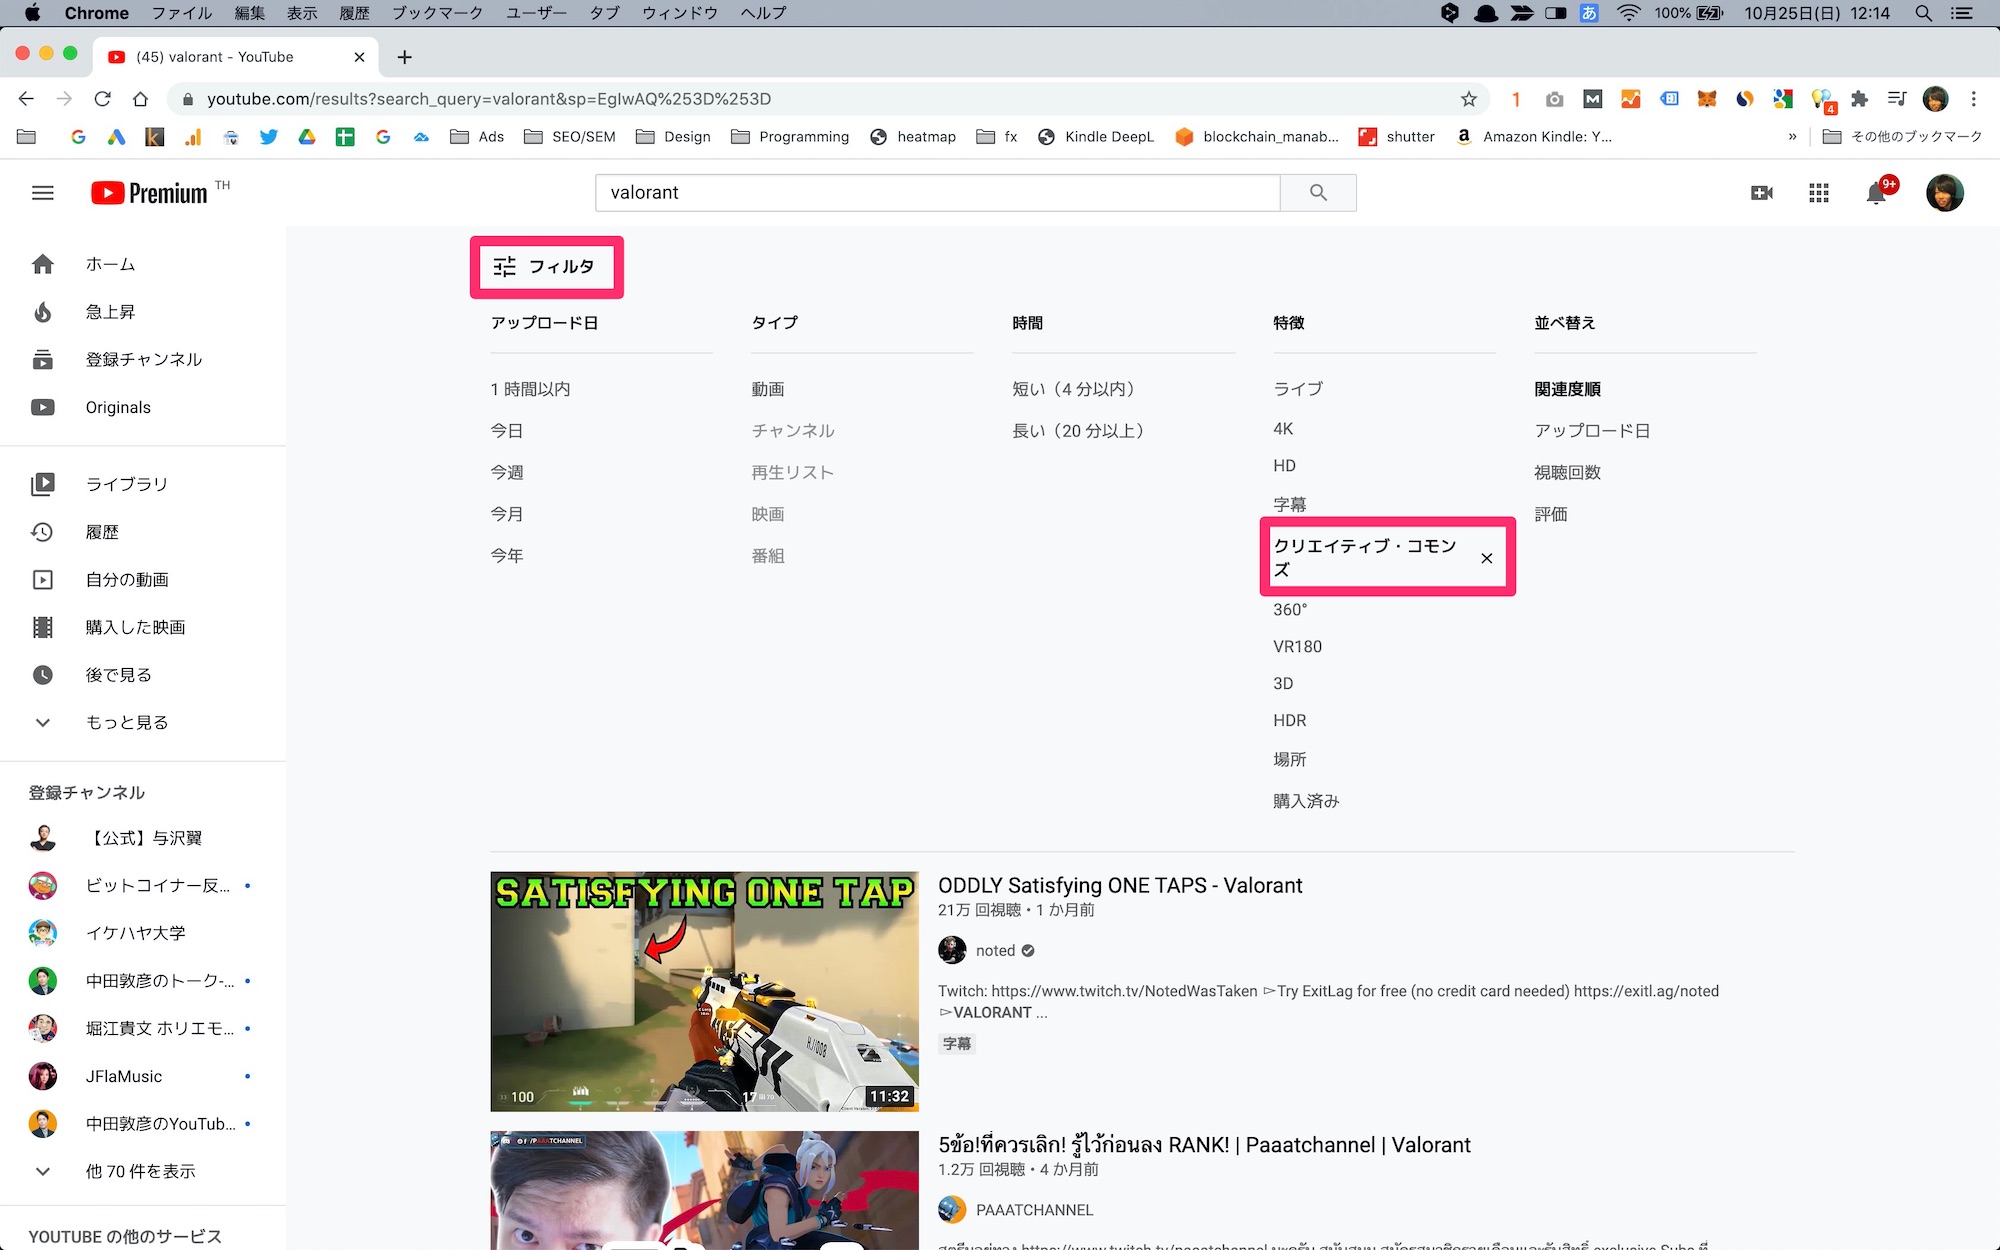 Chrome ファイル 編集 表示 履歴 ブックマーク ユーザー タブ ウィンドウ ヘルプ
あ 100% 10月25日(日) 12:14
(45) valorant - YouTube
youtube.com/results?search_query=valorant&sp=EgIwAQ%253D%253D
1 4
Ads SEO/SEM Design Programming heatmap fx Kindle DeepL blockchain_manab... shutter Amazon Kindle: Y... » その他のブックマーク
Premium TH
valorant
9+
ホーム
急上昇
登録チャンネル
Originals
ライブラリ
履歴
自分の動画
購入した映画
後で見る
もっと見る
登録チャンネル
【公式】与沢翼
ビットコイナー反...
イケハヤ大学
中田敦彦のトーク-...
堀江貴文 ホリエモ...
JFlaMusic
中田敦彦のYouTub...
他 70 件を表示
YOUTUBE の他のサービス
フィルタ
アップロード日
1 時間以内
今日
今週
今月
今年
タイプ
動画
チャンネル
再生リスト
映画
番組
時間
短い（4 分以内）
長い（20 分以上）
特徴
ライブ
4K
HD
字幕
クリエイティブ・コモン
ズ
360°
VR180
3D
HDR
場所
購入済み
並べ替え
関連度順
アップロード日
視聴回数
評価
SATISFYING ONE TAP
HJ/00B
100
17
11:32
ODDLY Satisfying ONE TAPS - Valorant
21万 回視聴・1 か月前
noted
Twitch: https://www.twitch.tv/NotedWasTaken ▻Try ExitLag for free (no credit card needed) https://exitl.ag/noted
▻VALORANT ...
字幕
/PAAATCHANNEL
5ข้อ!ที่ควรเลิก! รู้ไว้ก่อนลง RANK! | Paaatchannel | Valorant
1.2万 回視聴・4 か月前
PAAATCHANNEL